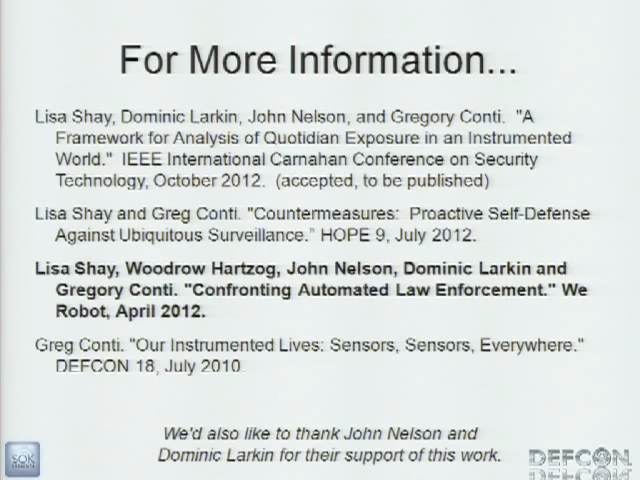 For More Information...
Lisa Shay, Dominic Larkin, John Nelson, and Gregory Conti. "A
Framework for Analysis of Quotidian Exposure in an Instrumented
World." IEEE International Carnahan Conference on Security
Technology, October 2012. (accepted, to be published)
Lisa Shay and Greg Conti. "Countermeasures: Proactive Self-Defense
Against Ubiquitous Surveillance." HOPE 9, July 2012.
Lisa Shay, Woodrow Hartzog, John Nelson, Dominic Larkin and
Gregory Conti. "Confronting Automated Law Enforcement." We
Robot, April 2012.
Greg Conti. "Our Instrumented Lives: Sensors, Sensors, Everywhere."
DEFCON 18, July 2010.
We'd also like to thank John Nelson and
Dominic Larkin for their support of this work.
SOK
DEFCON